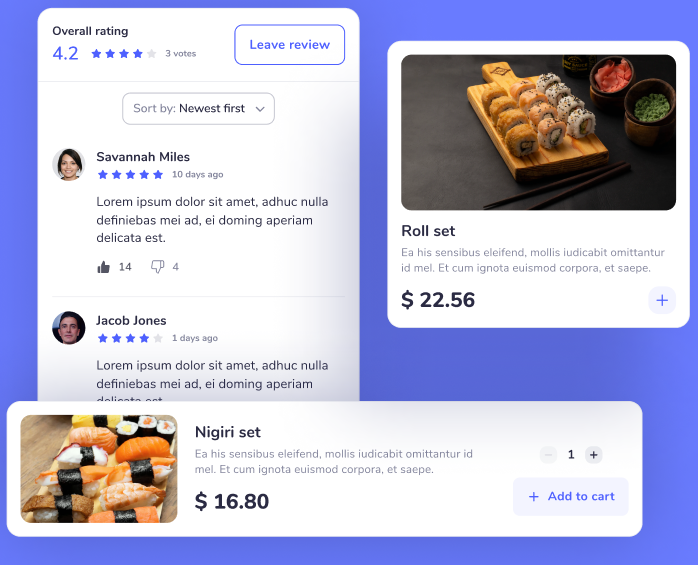 Overall rating
4.2 3 votes
Leave review
Sort by: Newest first
Savannah Miles
10 days ago
Lorem ipsum dolor sit amet, adhuc nulla
definiebas mei ad, ei doming aperiam
delicata est.
14 4
Jacob Jones
1 days ago
Lorem ipsum dolor sit amet, adhuc nulla
definiebas mei ad, ei doming aperiam
delicata est.
Roll set
Ea his sensibus eleifend, mollis iudicabit omittantur
id mel. Et cum ignota euismod corpora, et saepe.
$ 22.56
Nigiri set
Ea his sensibus eleifend, mollis iudicabit omittantur id
mel. Et cum ignota euismod corpora, et saepe.
$ 16.80
1
Add to cart